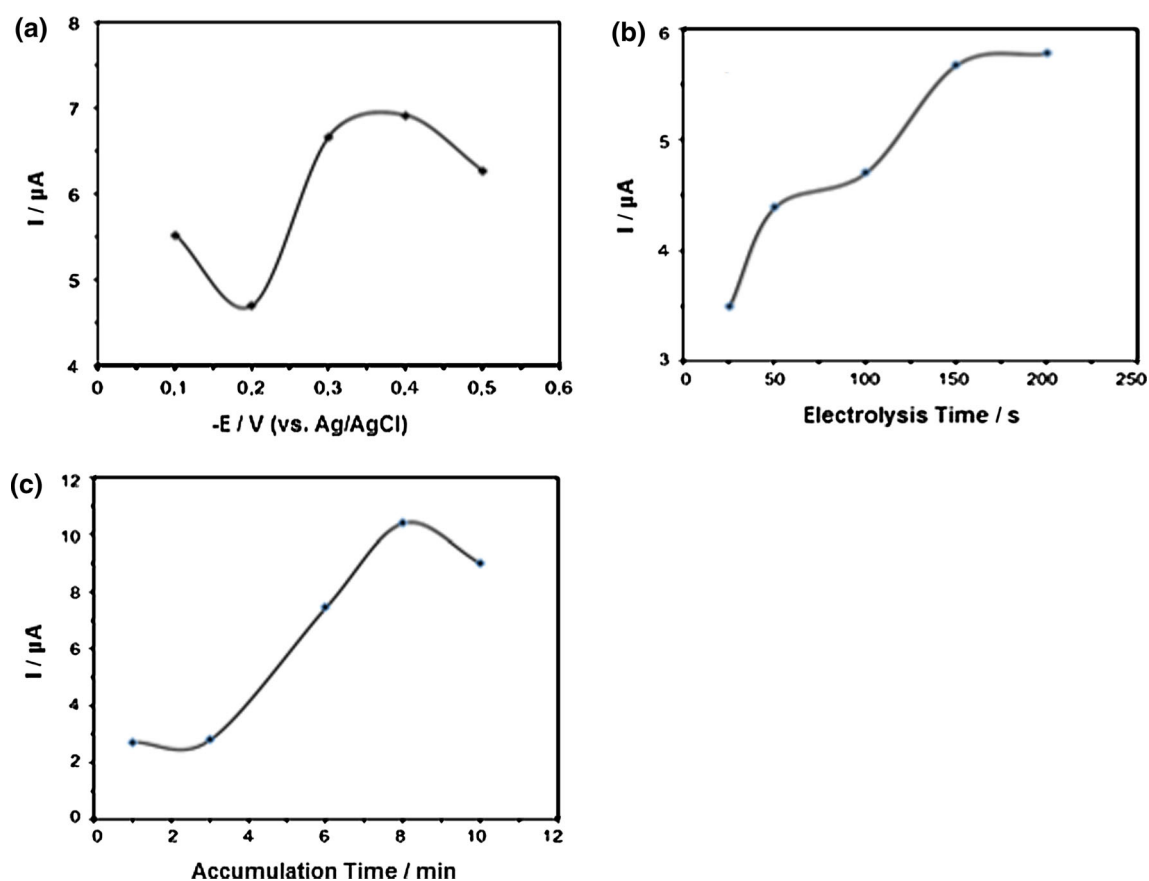 (a)
8
7
6
5
4
I / µA
0 0,1 0,2 0,3 0,4 0,5 0.6
-E / V (vs. Ag/AgCl)
(b)
6
5
4
3
I / µA
0 50 100 150 200 250
Electrolysis Time / s
(c)
12
10
8
6
4
2
0
I / µA
0 2 4 6 8 10 12
Accumulation Time / min